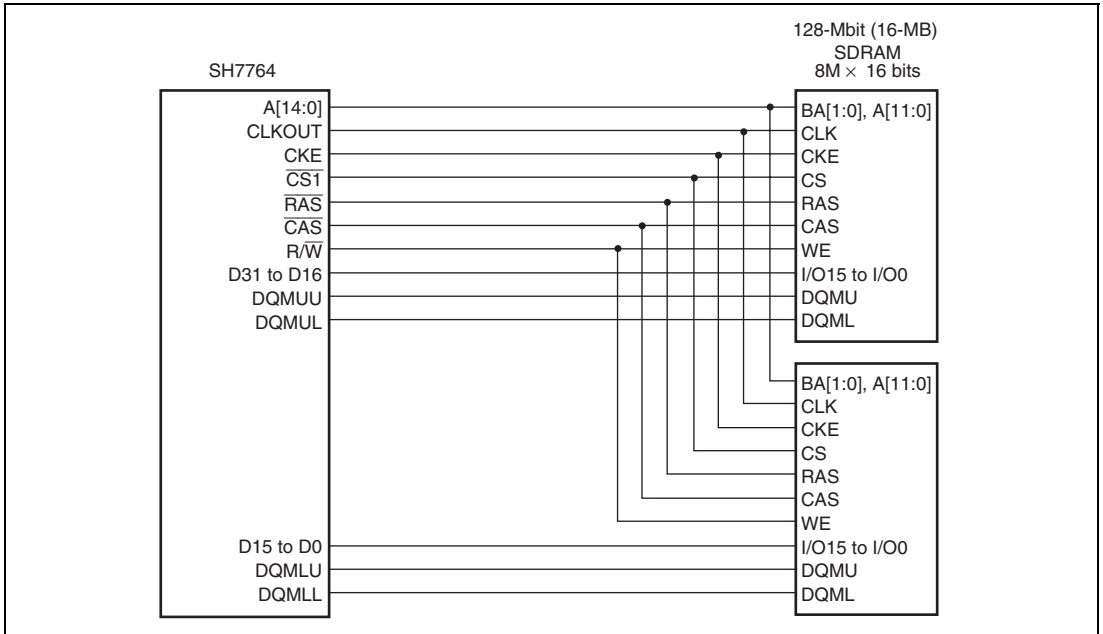 128-Mbit (16-MB)
SDRAM
8M × 16 bits
SH7764
A[14:0]
CLKOUT
CKE
CS1
RAS
CAS
R/W
D31 to D16
DQMUU
DQMUL
BA[1:0], A[11:0]
CLK
CKE
CS
RAS
CAS
WE
I/O15 to I/O0
DQMU
DQML
D15 to D0
DQMLU
DQMLL
BA[1:0], A[11:0]
CLK
CKE
CS
RAS
CAS
WE
I/O15 to I/O0
DQMU
DQML